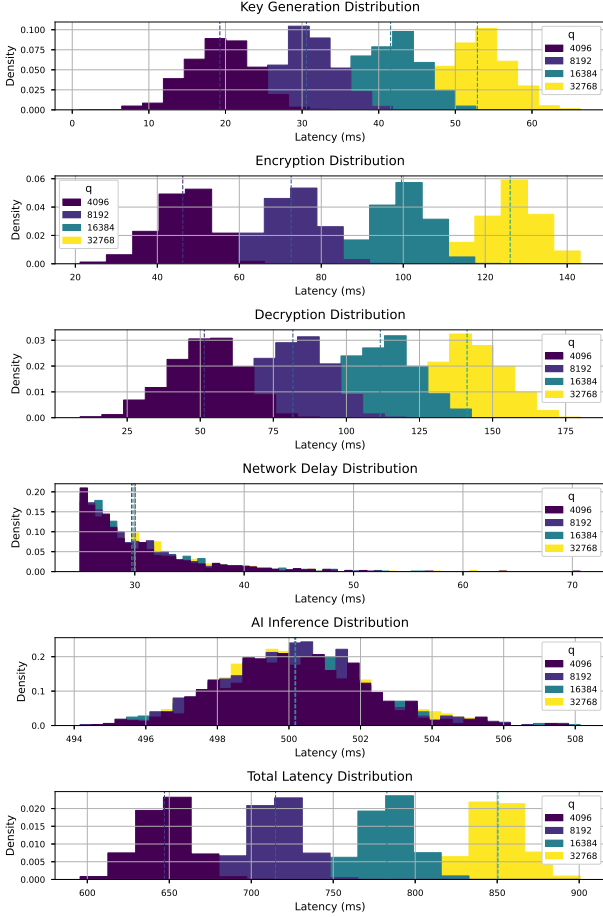 Key Generation Distribution
0.100
0.075
0.050
0.025
0.000
Density
q
4096
8192
16384
32768
0 10 20 30 40 50 60
Latency (ms)
Encryption Distribution
0.06
0.04
0.02
0.00
Density
q
4096
8192
16384
32768
20 40 60 80 100 120 140
Latency (ms)
Decryption Distribution
0.03
0.02
0.01
0.00
Density
q
4096
8192
16384
32768
25 50 75 100 125 150 175
Latency (ms)
Network Delay Distribution
0.20
0.15
0.10
0.05
0.00
Density
q
4096
8192
16384
32768
30 40 50 60 70
Latency (ms)
AI Inference Distribution
0.2
0.1
0.0
Density
q
4096
8192
16384
32768
494 496 498 500 502 504 506 508
Latency (ms)
Total Latency Distribution
0.020
0.015
0.010
0.005
0.000
Density
q
4096
8192
16384
32768
600 650 700 750 800 850 900
Latency (ms)